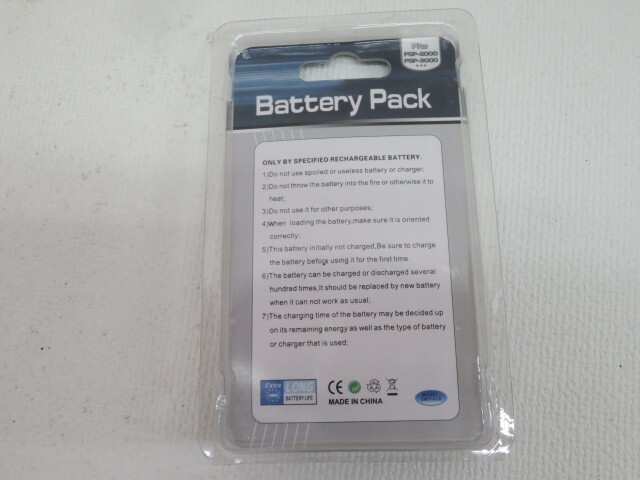 Fits
PSP-2000
PSP-3000
Battery Pack
ONLY BY SPECIFIED RECHARGEABLE BATTERY.
1)Do not use spoiled or useless battery or charger;
2)Do not throw the battery into the fire or otherwise it to
heat;
3)Do not use it for other purposes;
4)When loading the battery,make sure it is oriented
correctly;
5)This battery initially not charged,Be sure to charge
the battery before using it for the first time.
6)The battery can be charged or discharged several
hundred times,It should be replaced by new battery
when it can not work as usual;
7)The charging time of the battery may be decided up
on its remaining energy as well as the type of battery
or charger that is used;
Extra
LONG
BATTERY LIFE
CE
MADE IN CHINA